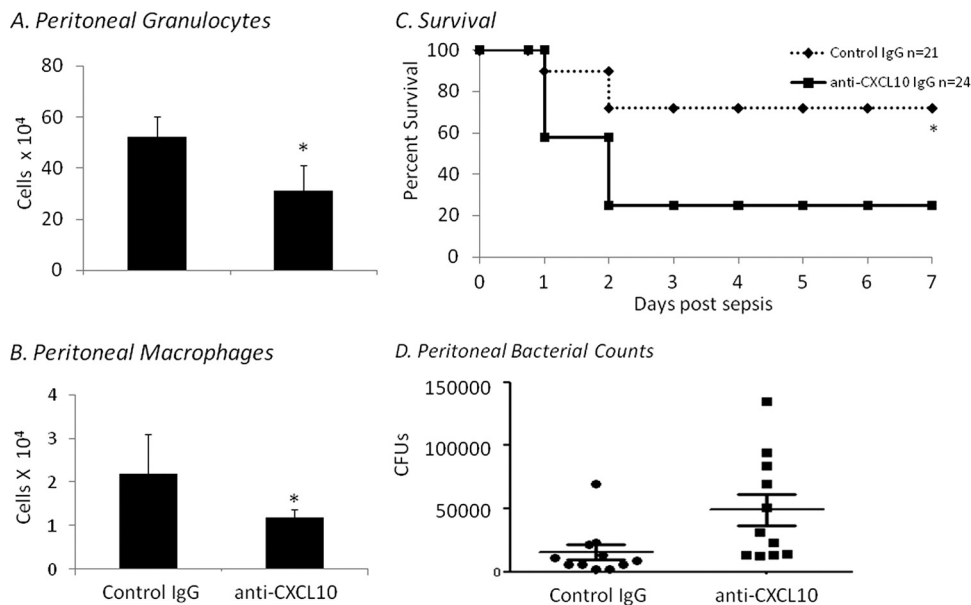 A. Peritoneal Granulocytes
80
60
40
20
0
Cells x 10⁴
*
C. Survival
100
80
60
40
20
0
Percent Survival
Control IgG n=21
anti-CXCL10 IgG n=24
*
0 1 2 3 4 5 6 7
Days post sepsis
B. Peritoneal Macrophages
4
3
2
1
0
Cells X 10⁴
*
Control IgG anti-CXCL10
D. Peritoneal Bacterial Counts
150000
100000
50000
0
CFUs
Control IgG anti-CXCL10